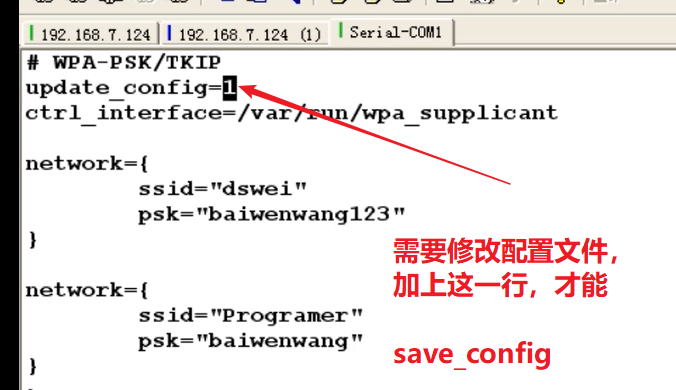 192.168.7.124
192.168.7.124 (1)
Serial-COM1
# WPA-PSK/TKIP
update_config=1
ctrl_interface=/var/run/wpa_supplicant
network={
ssid="dswei"
psk="baiwenwang123"
}
需要修改配置文件，
加上这一行，才能
network={
ssid="Programer"
save_config
psk="baiwenwang"
}